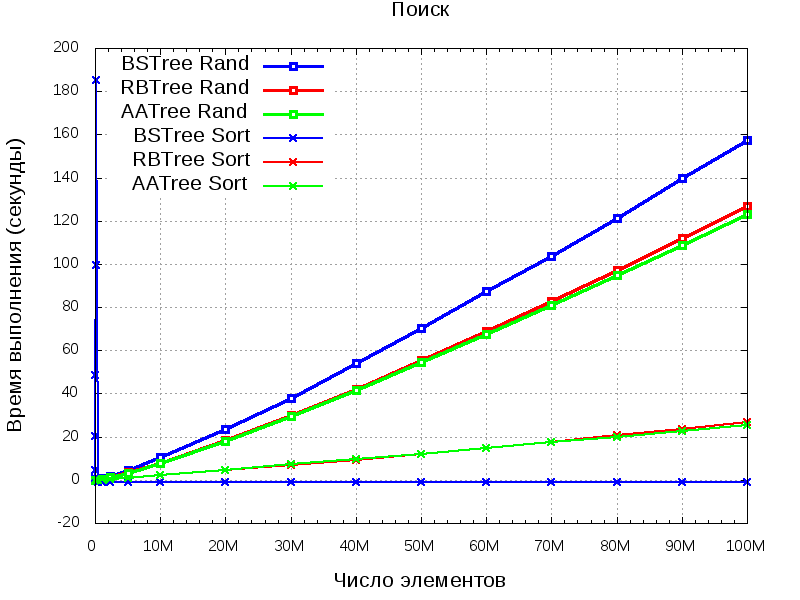 Поиск
200
180
160
140
120
100
80
60
40
20
0
-20
Время выполнения (секунды)
BSTree Rand
RBTree Rand
AATree Rand
BSTree Sort
RBTree Sort
AATree Sort
0 10M 20M 30M 40M 50M 60M 70M 80M 90M 100M
Число элементов